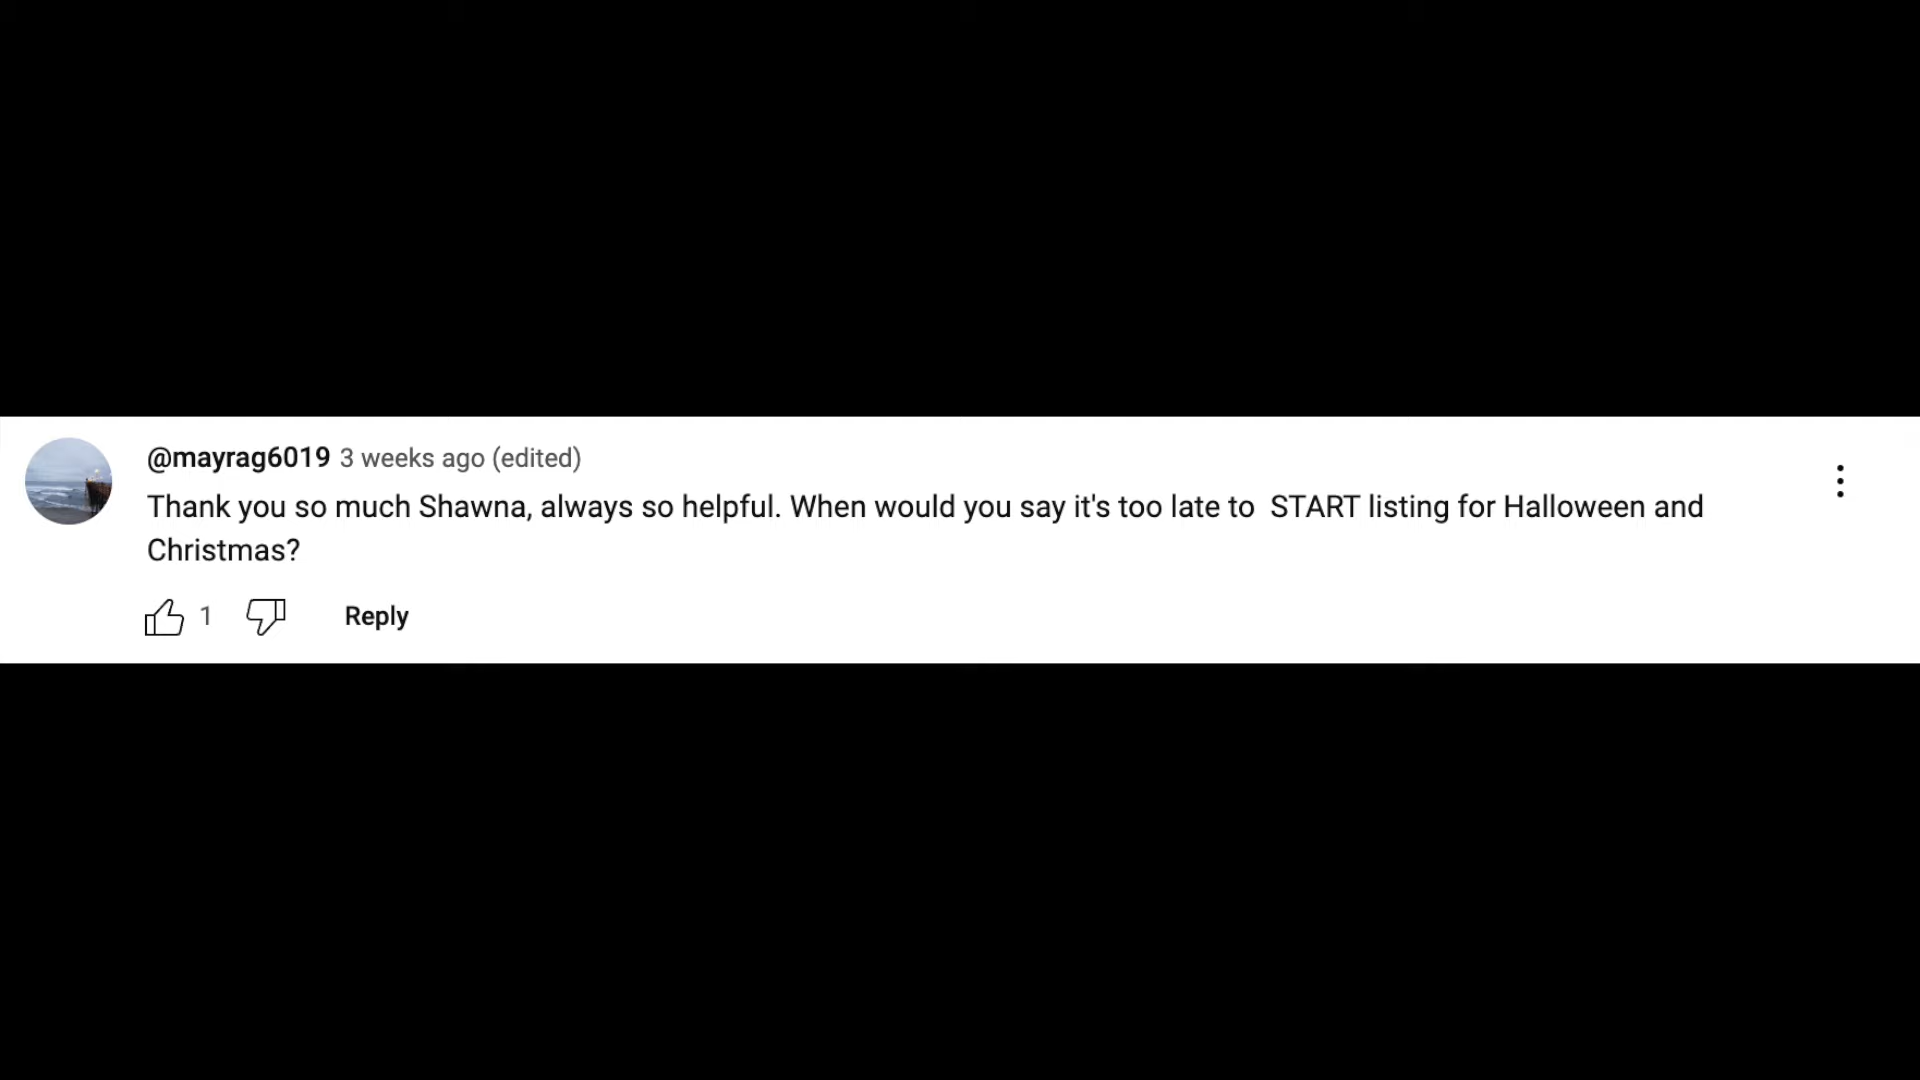 @mayrag6019 3 weeks ago (edited)
Thank you so much Shawna, always so helpful. When would you say it's too late to  START listing for Halloween and
Christmas?
1 Reply